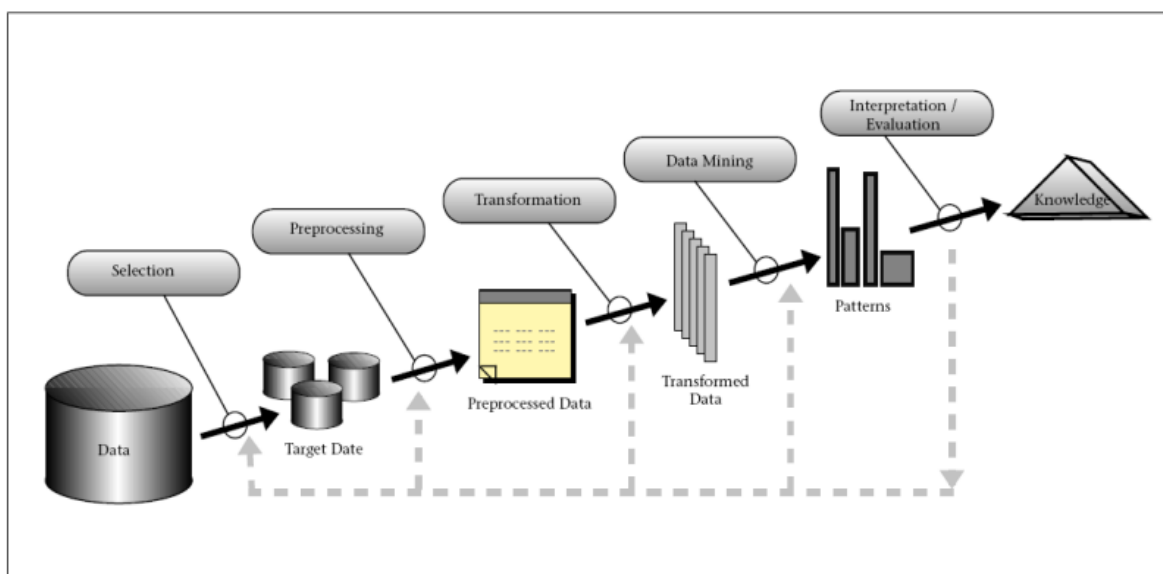 Interpretation /
Evaluation
Data Mining
Transformation
Knowledge
Preprocessing
Selection
Patterns
--- ---
--- ---
--- ---
Transformed
Data
Preprocessed Data
Data
Target Date